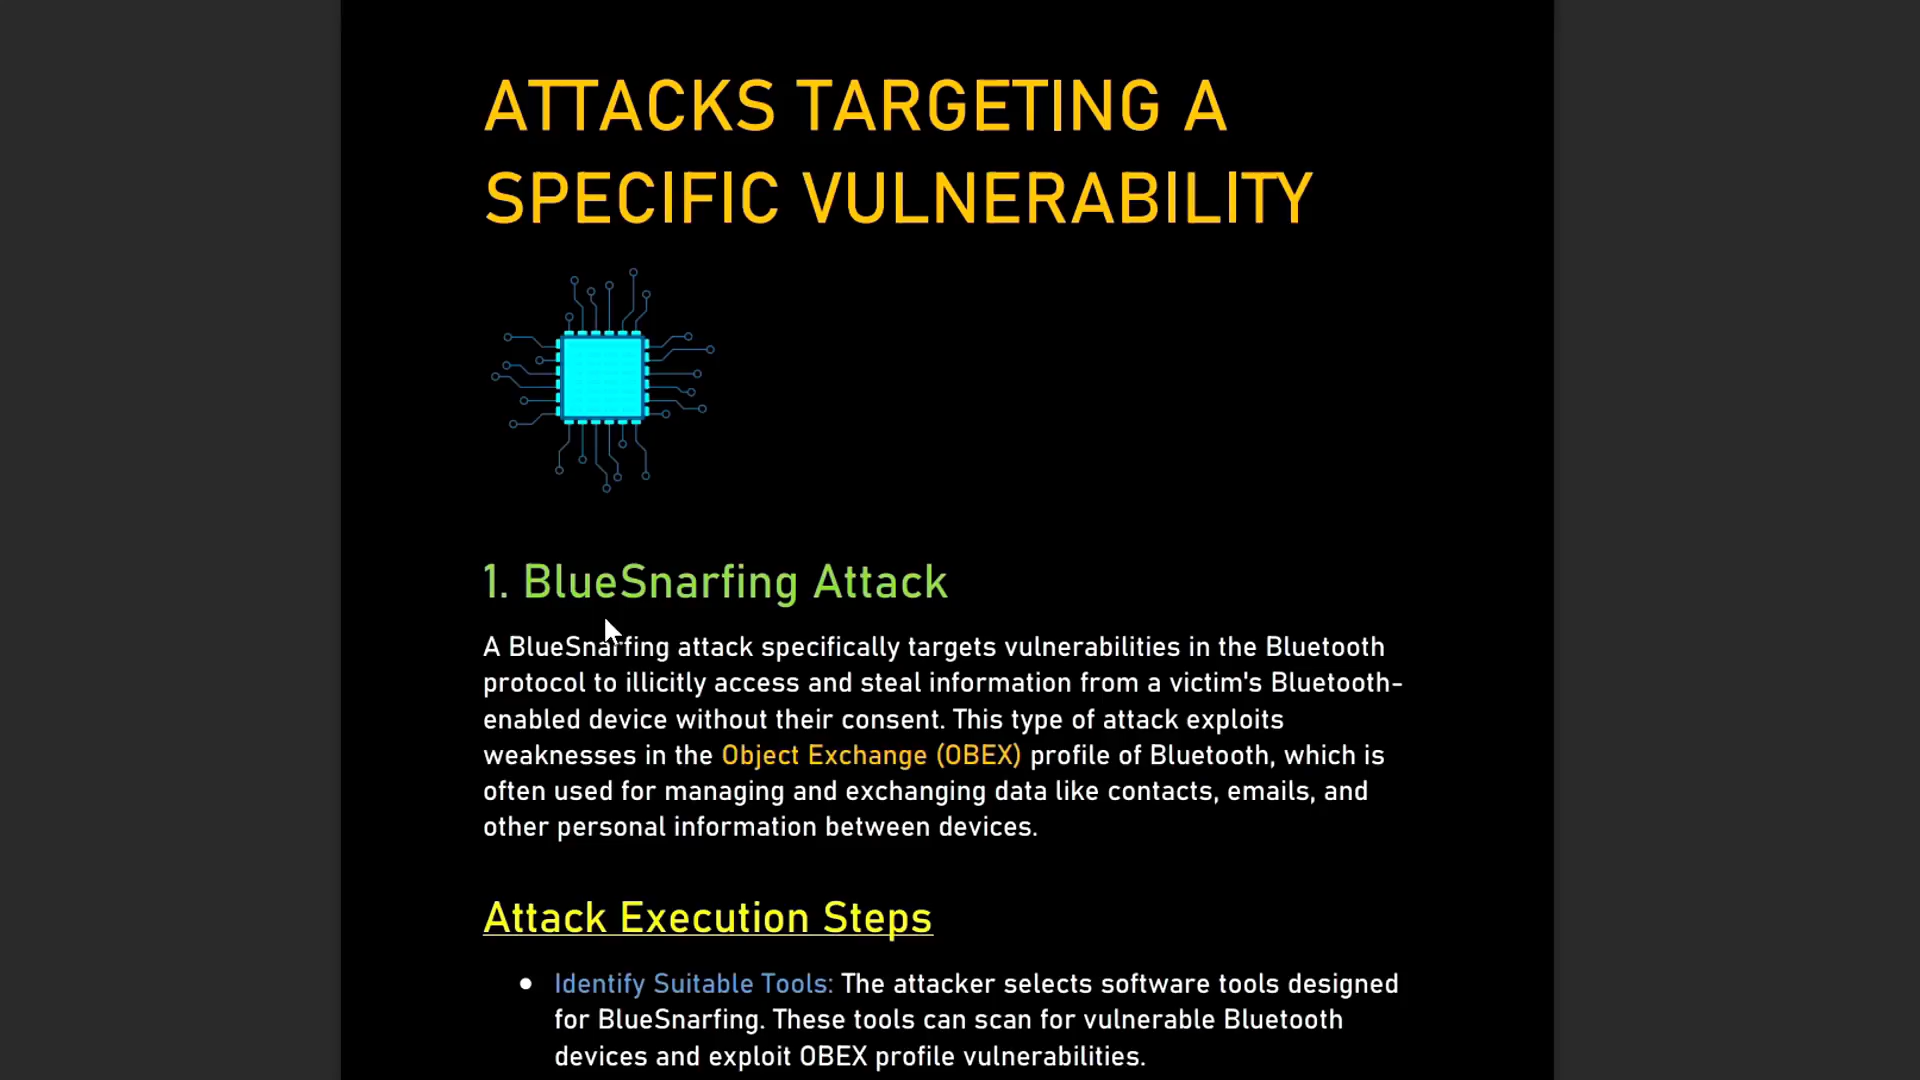 ATTACKS TARGETING A
SPECIFIC VULNERABILITY
1. BlueSnarfing Attack
A BlueSnarfing attack specifically targets vulnerabilities in the Bluetooth
protocol to illicitly access and steal information from a victim's Bluetooth-
enabled device without their consent. This type of attack exploits
weaknesses in the Object Exchange (OBEX) profile of Bluetooth, which is
often used for managing and exchanging data like contacts, emails, and
other personal information between devices.
Attack Execution Steps
● Identify Suitable Tools: The attacker selects software tools designed
for BlueSnarfing. These tools can scan for vulnerable Bluetooth
devices and exploit OBEX profile vulnerabilities.